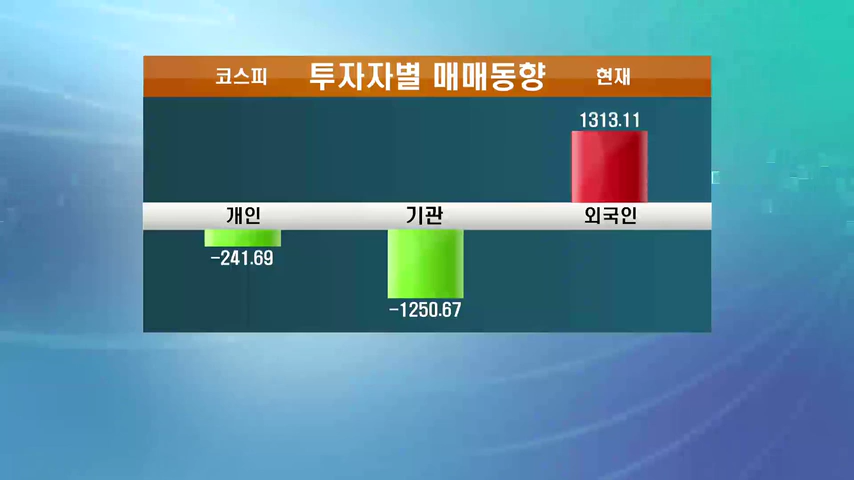 코스피 투자자별 매매동향 현재
1313.11
개인 기관 외국인
-241.69
-1250.67